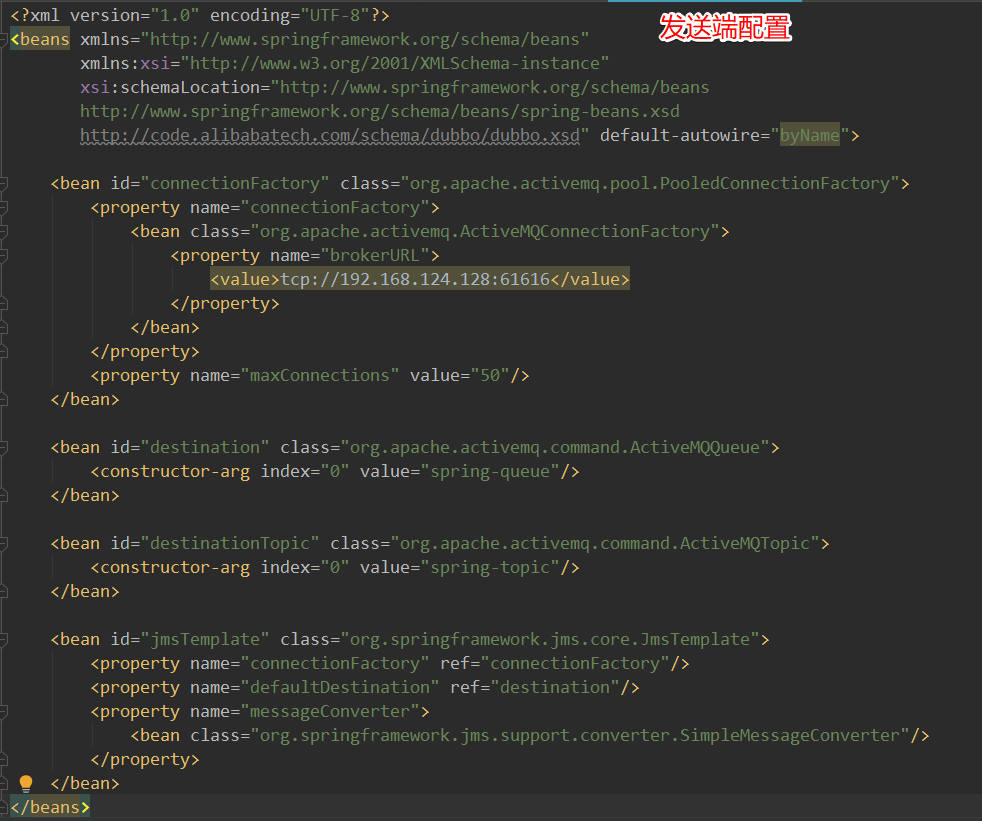 <?xml version="1.0" encoding="UTF-8"?>
发送端配置
<beans xmlns="http://www.springframework.org/schema/beans"
       xmlns:xsi="http://www.w3.org/2001/XMLSchema-instance"
       xsi:schemaLocation="http://www.springframework.org/schema/beans
       http://www.springframework.org/schema/beans/spring-beans.xsd
       http://code.alibabatech.com/schema/dubbo/dubbo.xsd" default-autowire="byName">
    <bean id="connectionFactory" class="org.apache.activemq.pool.PooledConnectionFactory">
        <property name="connectionFactory">
            <bean class="org.apache.activemq.ActiveMQConnectionFactory">
                <property name="brokerURL">
                    <value>tcp://192.168.124.128:61616</value>
                </property>
            </bean>
        </property>
        <property name="maxConnections" value="50"/>
    </bean>
    <bean id="destination" class="org.apache.activemq.command.ActiveMQQueue">
        <constructor-arg index="0" value="spring-queue"/>
    </bean>
    <bean id="destinationTopic" class="org.apache.activemq.command.ActiveMQTopic">
        <constructor-arg index="0" value="spring-topic"/>
    </bean>
    <bean id="jmsTemplate" class="org.springframework.jms.core.JmsTemplate">
        <property name="connectionFactory" ref="connectionFactory"/>
        <property name="defaultDestination" ref="destination"/>
        <property name="messageConverter">
            <bean class="org.springframework.jms.support.converter.SimpleMessageConverter"/>
        </property>
    </bean>
</beans>